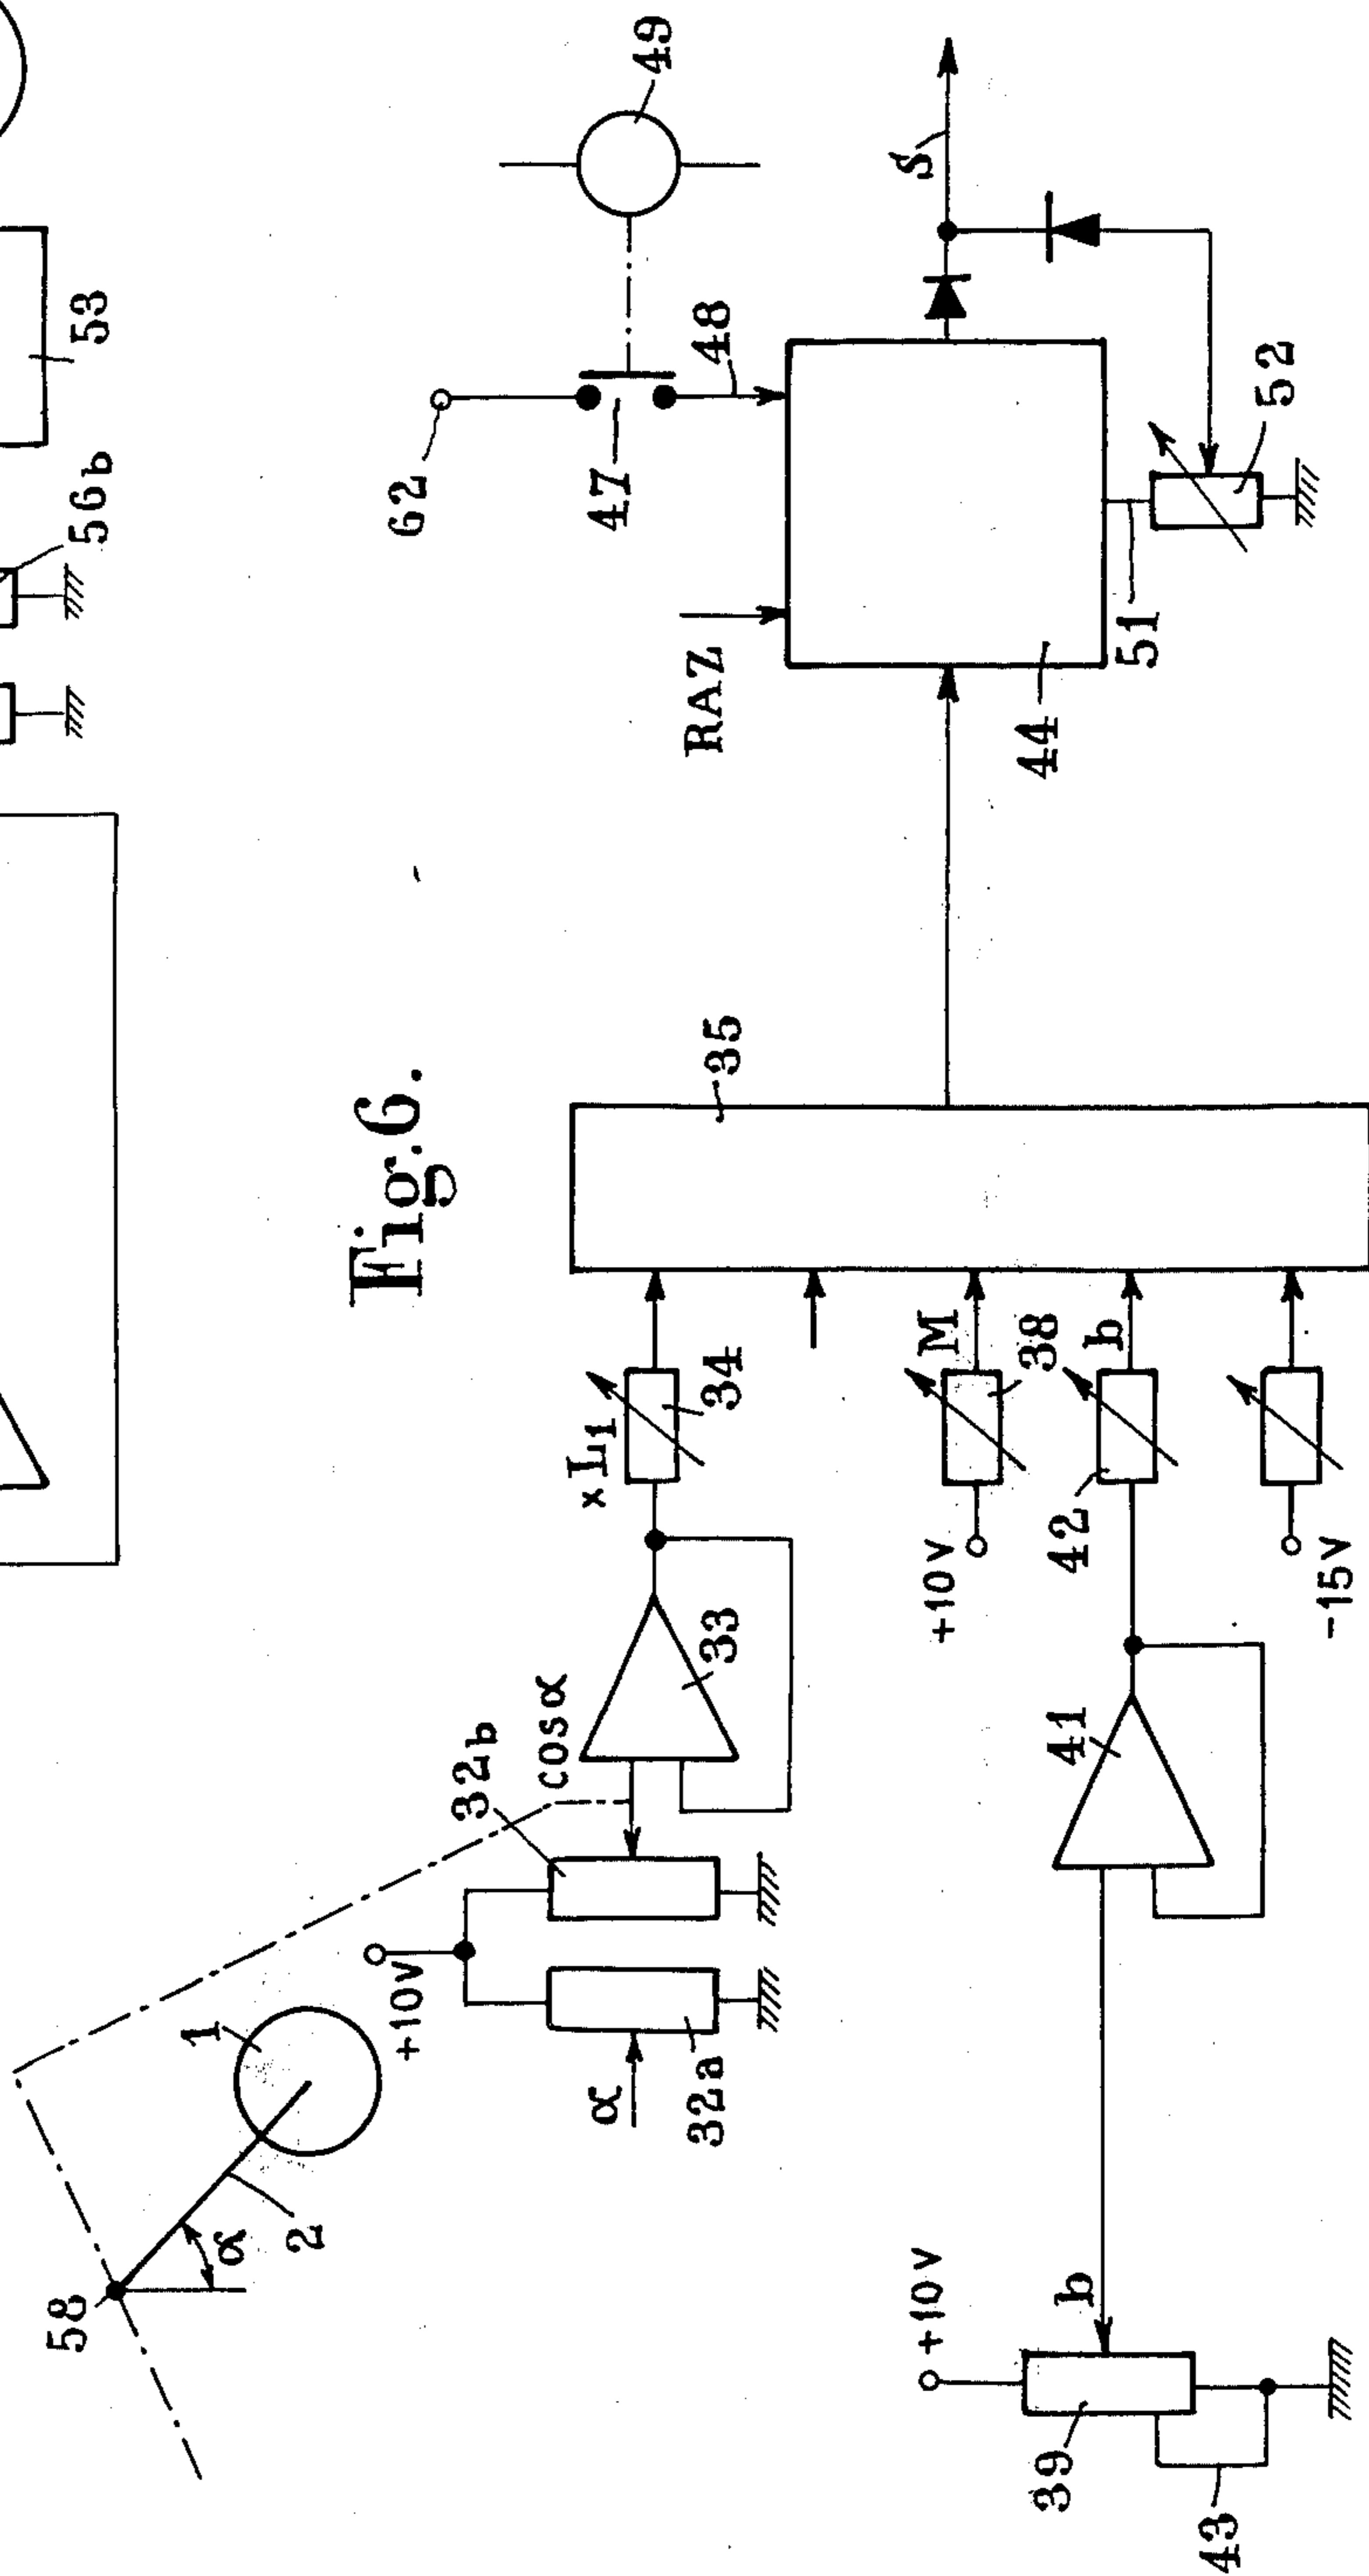 53
56b
49
62
47
48
S
RAZ
44
51
52
Fig.6.
35
×L1
34
M
38
+10V
b
42
-15V
33
cosα
32b
41
+10V
α
32a
1
2
α
58
+10V
b
39
43